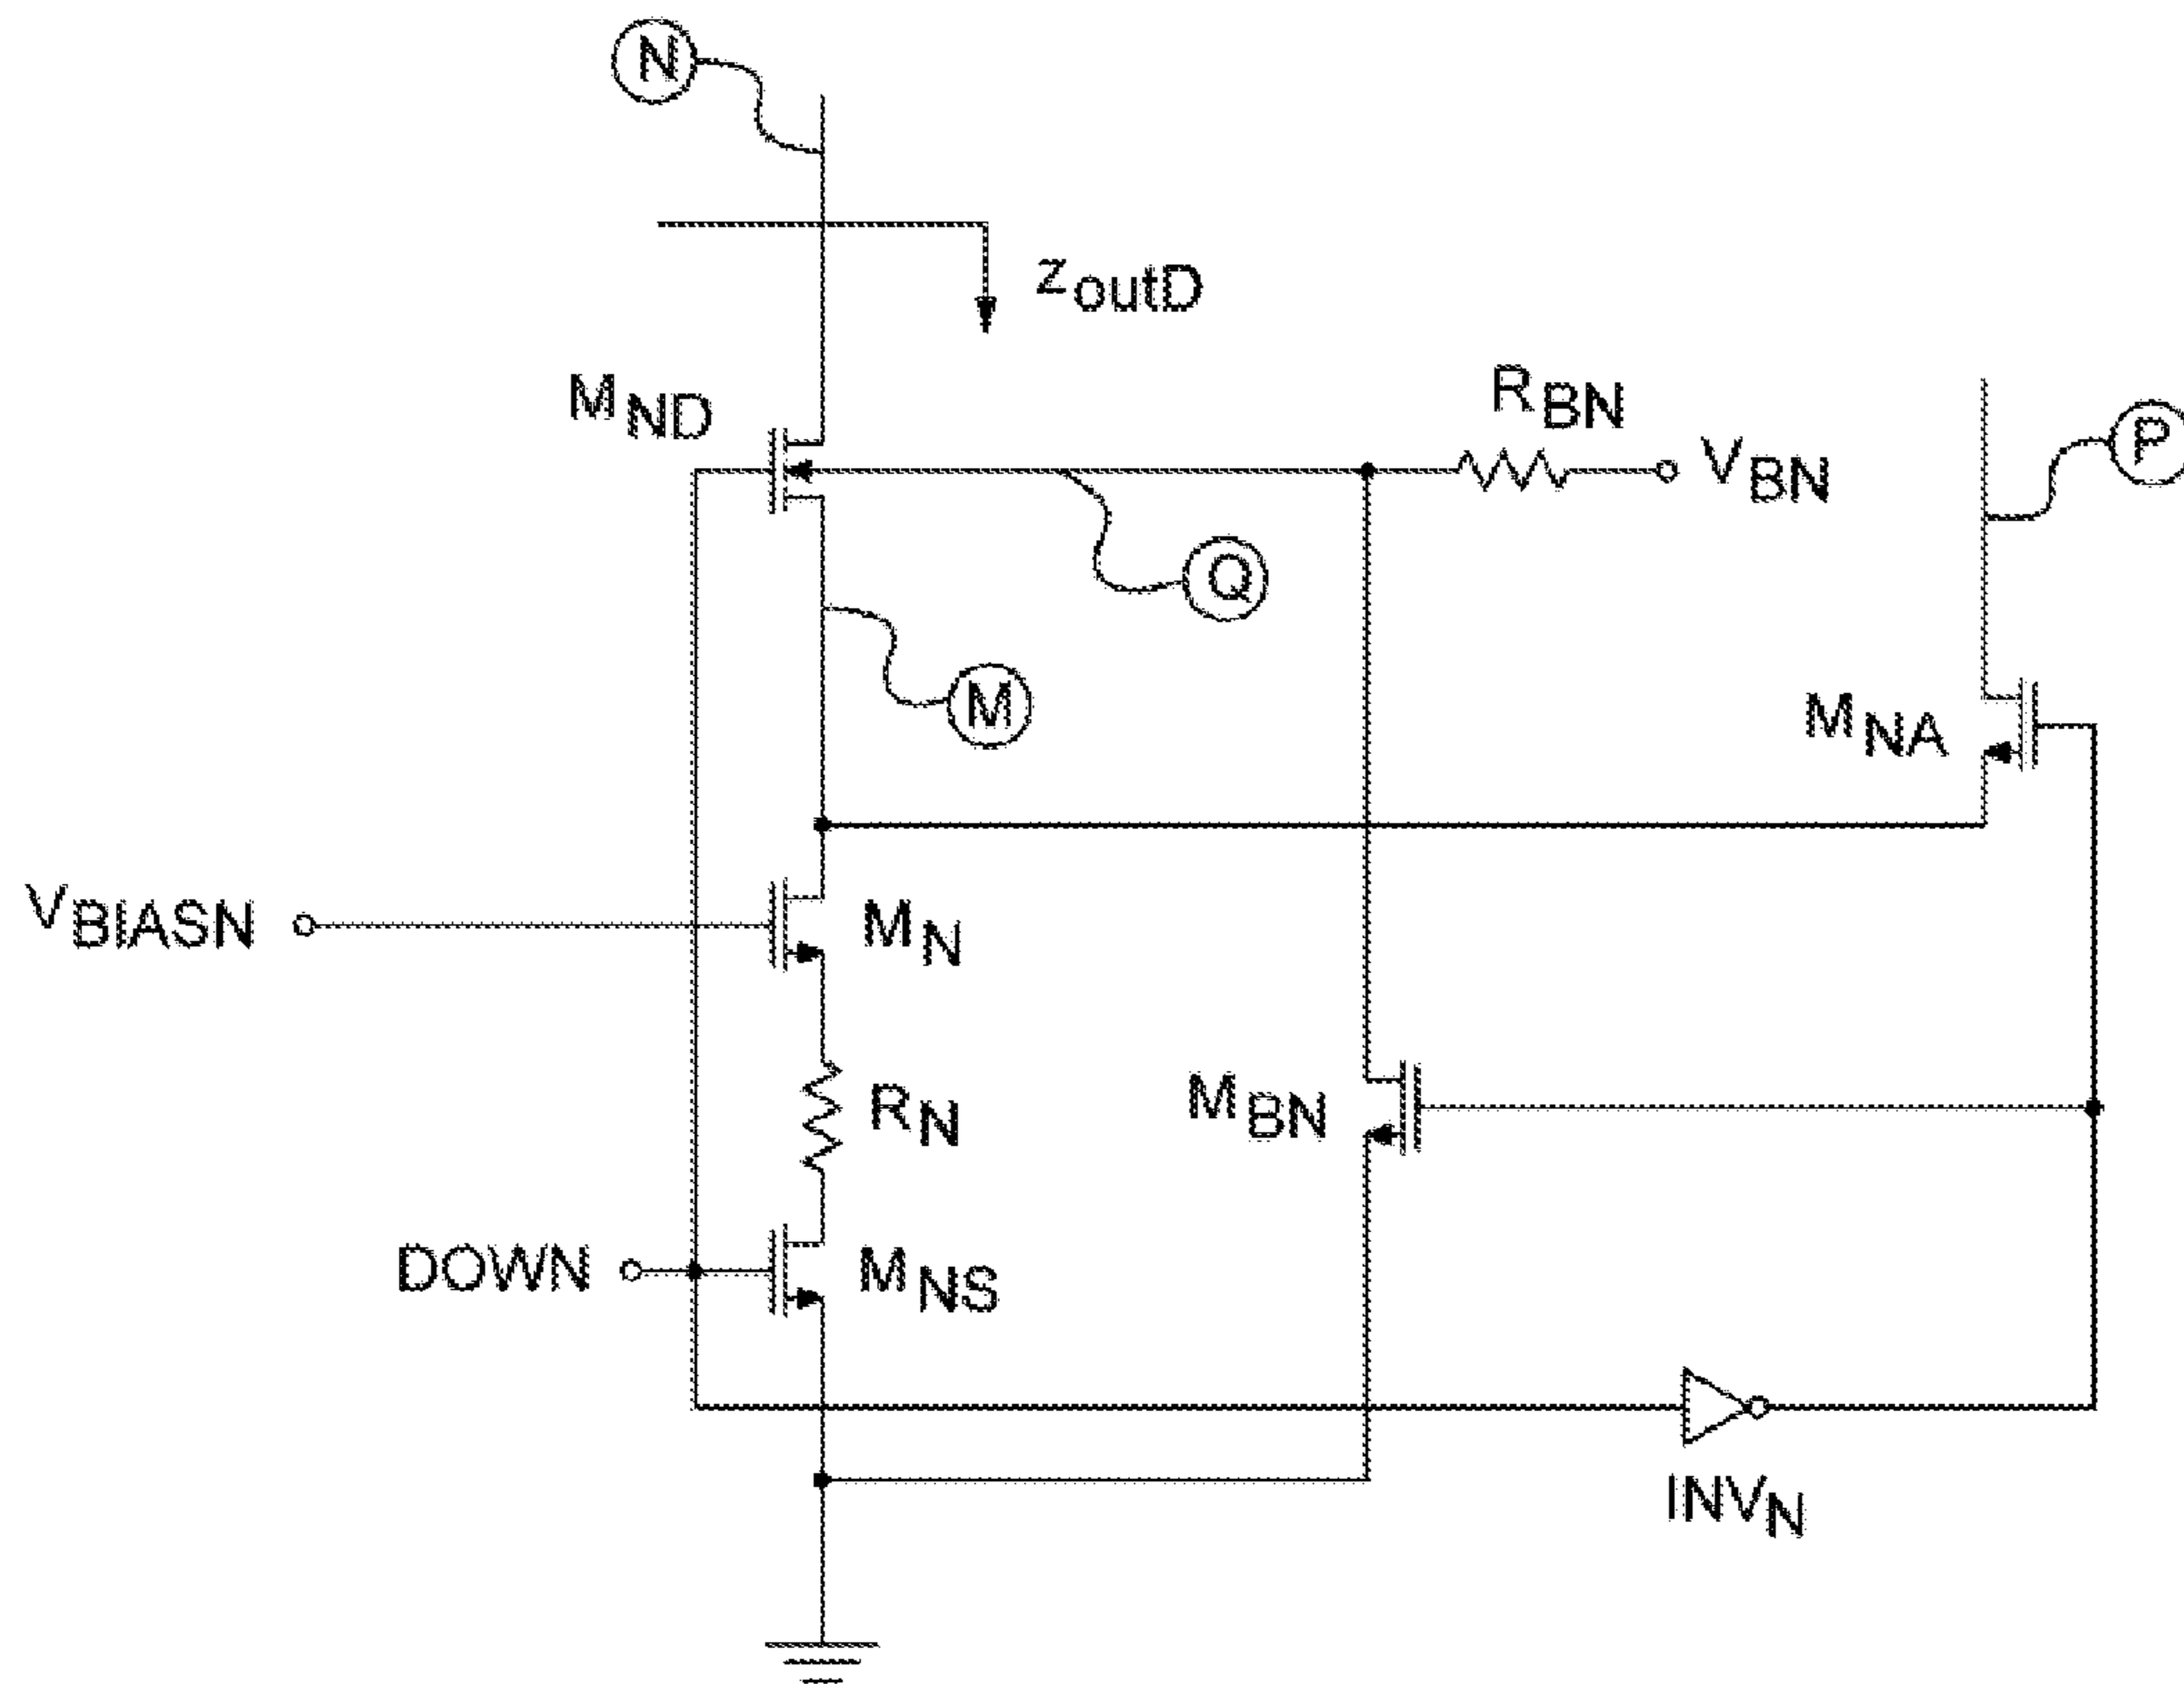 N
zoutD
MND
RBN
VBN
P
Q
M
MNA
VBIASN
MN
RN
MBN
DOWN
MNS
INVN